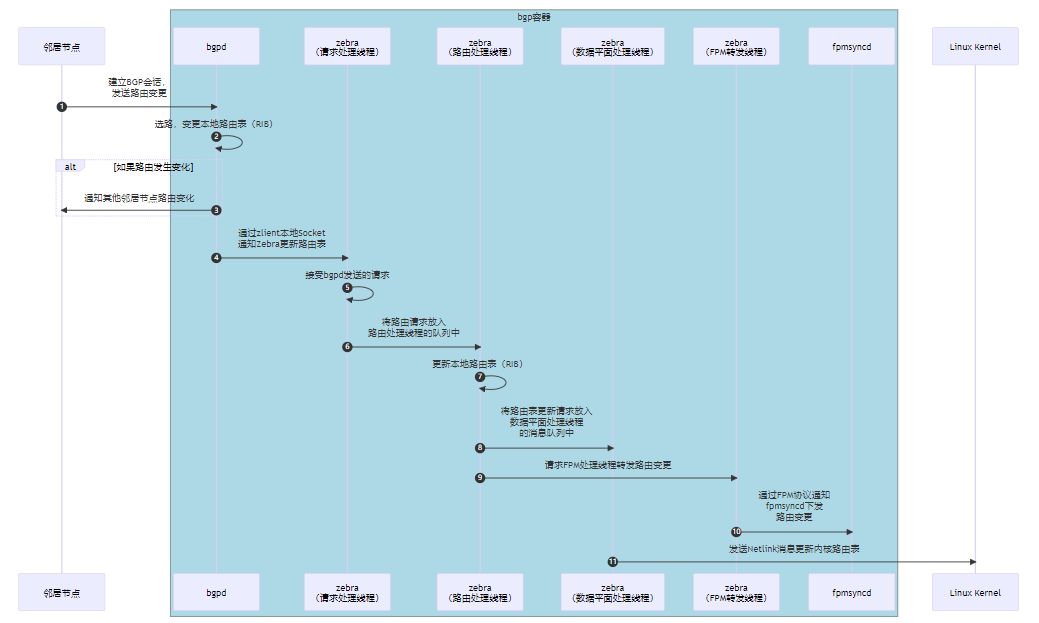 bgp容器
邻居节点
bgpd
zebra
（请求处理线程）
zebra
（路由处理线程）
zebra
（数据平面处理线程）
zebra
（FPM转发线程）
fpmsyncd
Linux Kernel
建立BGP会话，
发送路由变更
1
选路，变更本地路由表（RIB）
2
alt
[如果路由发生变化]
通知其他邻居节点路由变化
3
通过zlient本地Socket
通知Zebra更新路由表
4
接受bgpd发送的请求
5
将路由请求放入
路由处理线程的队列中
6
更新本地路由表（RIB）
7
将路由表更新请求放入
数据平面处理线程
的消息队列中
8
请求FPM处理线程转发路由变更
9
通过FPM协议通知
fpmsyncd下发
路由变更
10
发送Netlink消息更新内核路由表
11
邻居节点
bgpd
zebra
（请求处理线程）
zebra
（路由处理线程）
zebra
（数据平面处理线程）
zebra
（FPM转发线程）
fpmsyncd
Linux Kernel